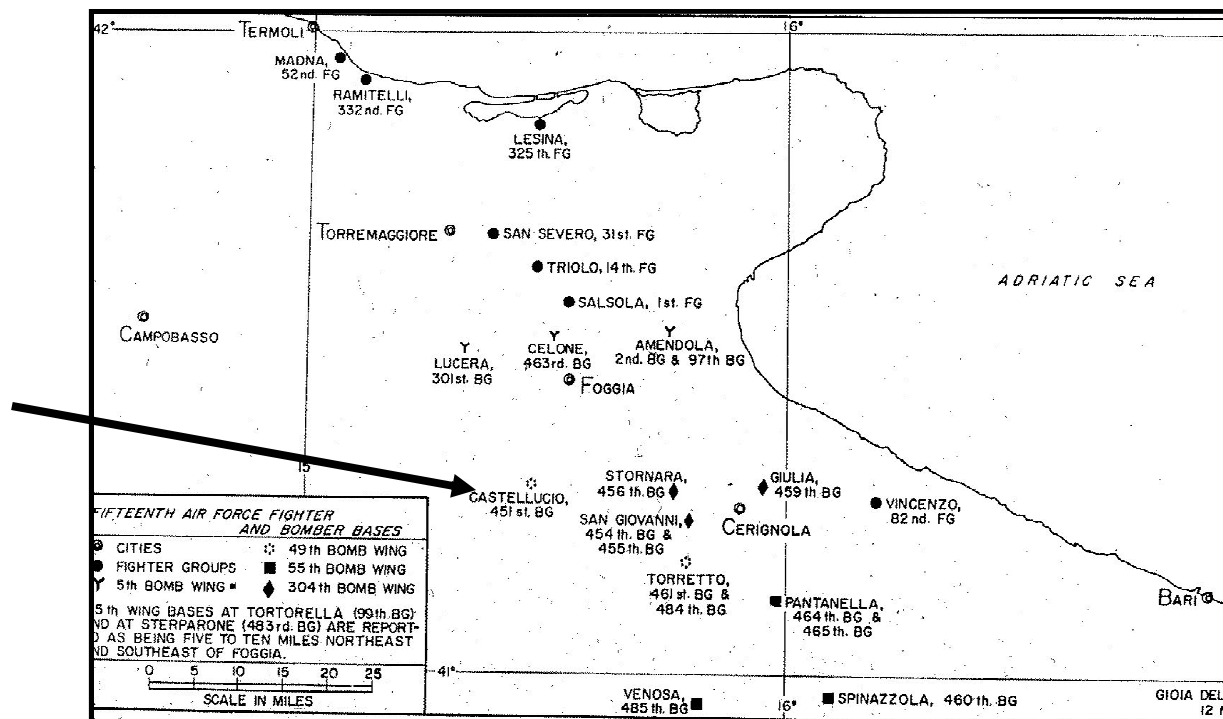 42°
16°
TERMOLI
MADNA,
52nd. FG
RAMITELLI,
332nd. FG
LESINA,
325th. FG
TORREMAGGIORE
SAN SEVERO, 31st. FG
TRIOLO, 14th. FG
SALSOLA, 1st. FG
ADRIATIC SEA
CAMPOBASSO
LUCERA,
301st. BG
CELONE,
463rd. BG
AMENDOLA,
2nd. BG & 97th BG
FOGGIA
15
CASTELLUCIO,
451st. BG
STORNARA,
456th. BG
GIULIA,
459th. BG
SAN GIOVANNI,
454th. BG &
455th. BG
CERIGNOLA
VINCENZO,
82nd. FG
TORRETTO,
461st. BG &
484th. BG
PANTANELLA,
464th. BG &
465th. BG
BARI
FIFTEENTH AIR FORCE FIGHTER
AND BOMBER BASES
CITIES
49th BOMB WING
FIGHTER GROUPS
55th BOMB WING
5th BOMB WING
304th BOMB WING
5th WING BASES AT TORTORELLA (99th. BG)
ND AT STERPARONE (483rd. BG) ARE REPORT-
D AS BEING FIVE TO TEN MILES NORTHEAST
ND SOUTHEAST OF FOGGIA.
0 5 10 15 20 25
SCALE IN MILES
41°
VENOSA,
485th. BG
16°
SPINAZZOLA, 460th. BG
GIOIA DEL
12